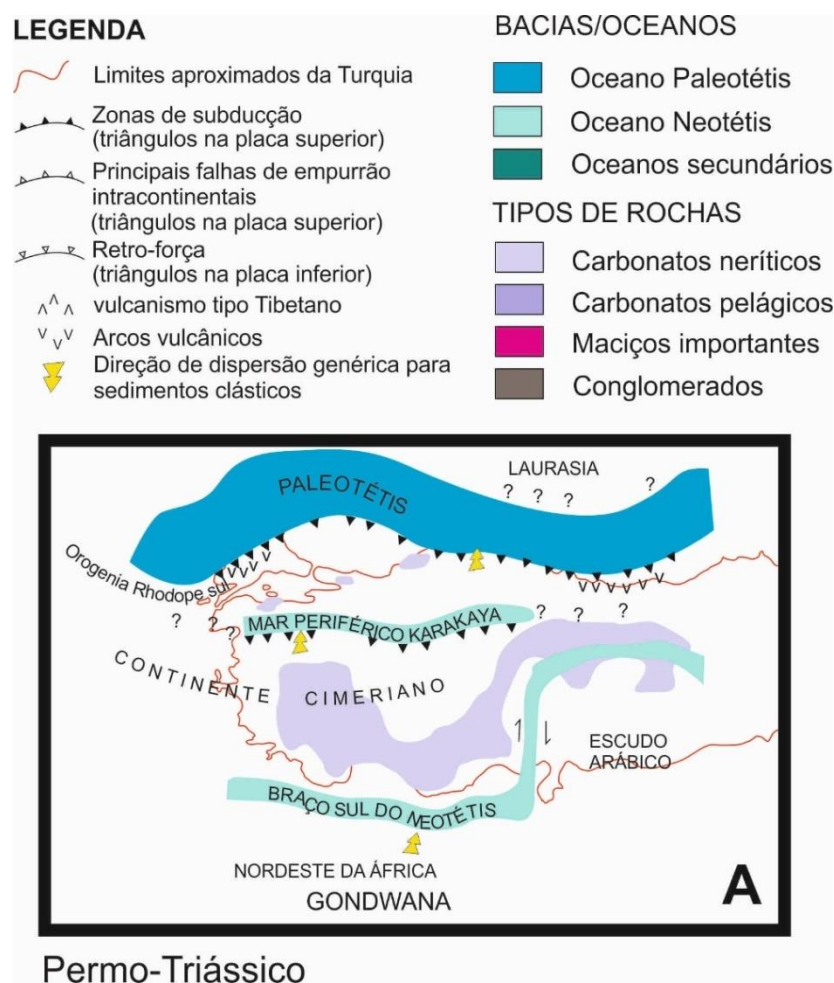 LEGENDA
Limites aproximados da Turquia
Zonas de subducção
(triângulos na placa superior)
Principais falhas de empurrão
intracontinentais
(triângulos na placa superior)
Retro-força
(triângulos na placa inferior)
vulcanismo tipo Tibetano
Arcos vulcânicos
Direção de dispersão genérica para
sedimentos clásticos
BACIAS/OCEANOS
Oceano Paleotétis
Oceano Neotétis
Oceanos secundários
TIPOS DE ROCHAS
Carbonatos neríticos
Carbonatos pelágicos
Maciços importantes
Conglomerados
LAURASIA
? ? ? ?
PALEOTÉTIS
Orogenia Rhodope sul
? ? ?
MAR PERIFÉRICO KARAKAYA
? ? ?
CONTINENTE CIMERIANO
ESCUDO
ARÁBICO
BRAÇO SUL DO NEOTÉTIS
NORDESTE DA ÁFRICA
GONDWANA
A
Permo-Triássico